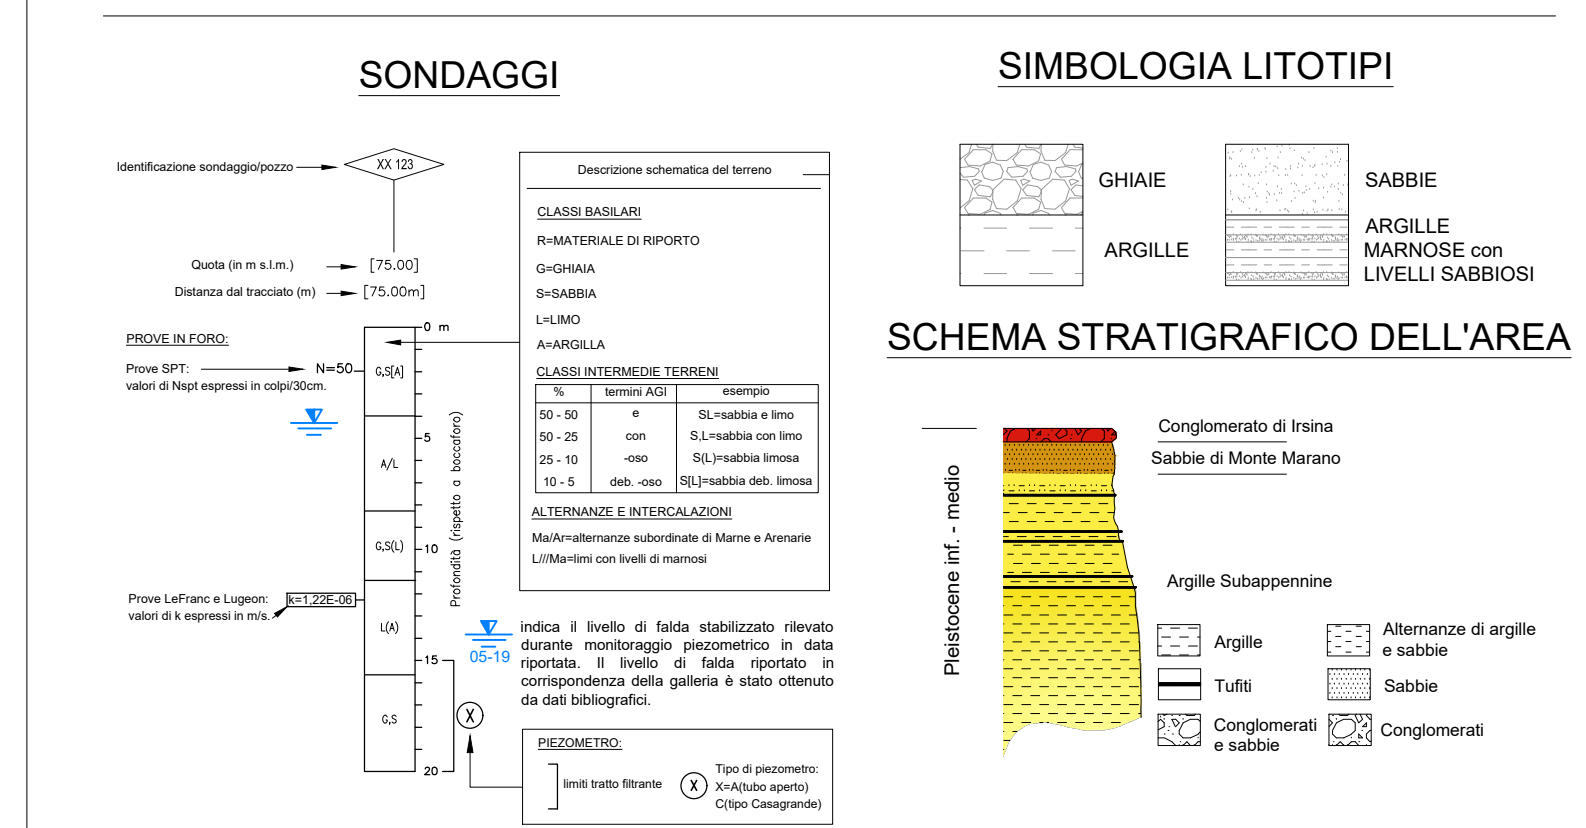 SONDAGGI
Identificazione sondaggio/pozzo
XX 123
Quota (in m s.l.m.)
[75.00]
Distanza dal tracciato (m)
[75.00m]
PROVE IN FORO:
Prove SPT:
valori di Nspt espressi in colpi/30cm.
N=50
0 m
G,S[A]
5
A/L
G,S(L)
10
Prove LeFranc e Lugeon:
valori di k espressi in m/s.
k=1,22E-06
L(A)
15
G,S
20
Profondità (rispetto a boccaforo)
X
Descrizione schematica del terreno
CLASSI BASILARI
R=MATERIALE DI RIPORTO
G=GHIAIA
S=SABBIA
L=LIMO
A=ARGILLA
CLASSI INTERMEDIE TERRENI
% termini AGI esempio
50 - 50 e SL=sabbia e limo
50 - 25 con S,L=sabbia con limo
25 - 10 -oso S(L)=sabbia limosa
10 - 5 deb. -oso S[L]=sabbia deb. limosa
ALTERNANZE E INTERCALAZIONI
Ma/Ar=alternanze subordinate di Marne e Arenarie
L///Ma=limi con livelli di marnosi
05-19
indica il livello di falda stabilizzato rilevato
durante monitoraggio piezometrico in data
riportata. Il livello di falda riportato in
corrispondenza della galleria è stato ottenuto
da dati bibliografici.
PIEZOMETRO:
limiti tratto filtrante
X
Tipo di piezometro:
X=A(tubo aperto)
C(tipo Casagrande)
SIMBOLOGIA LITOTIPI
GHIAIE
ARGILLE
SABBIE
ARGILLE
MARNOSE con
LIVELLI SABBIOSI
SCHEMA STRATIGRAFICO DELL'AREA
Pleistocene inf. - medio
Conglomerato di Irsina
Sabbie di Monte Marano
Argille Subappennine
Argille
Alternanze di argille
e sabbie
Tufiti
Sabbie
Conglomerati
e sabbie
Conglomerati